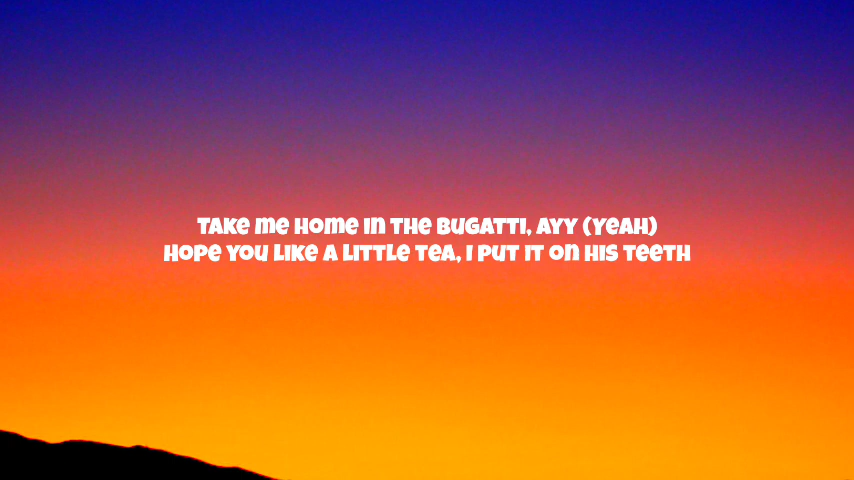 Take me home in the Bugatti, ayy (yeah)
Hope you like a little tea, I put it on his teeth